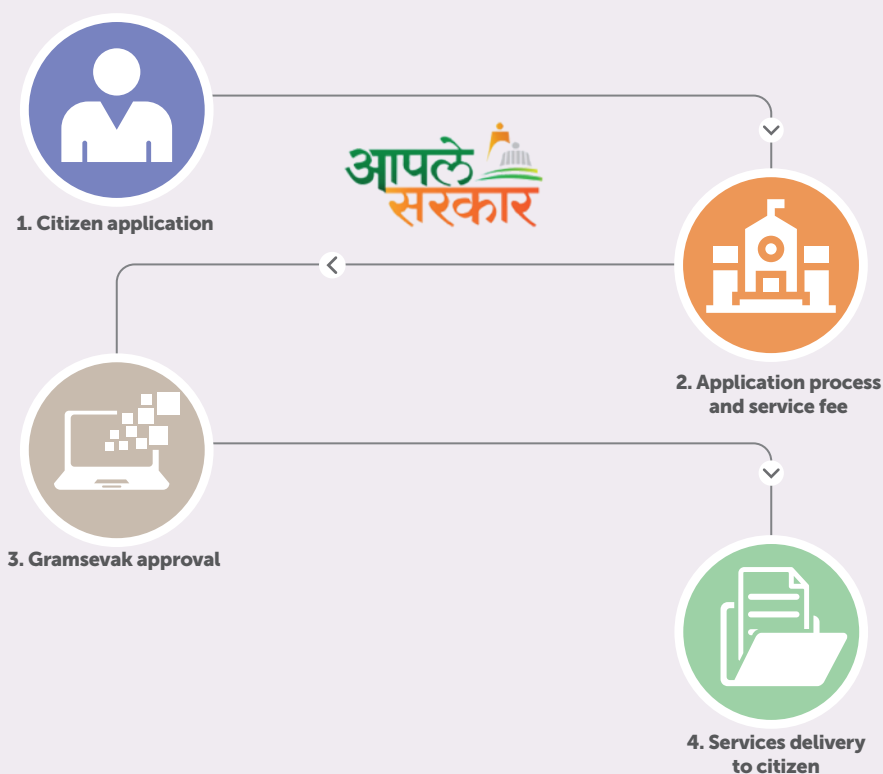 1. Citizen application
आपले
सरकार
2. Application process
and service fee
3. Gramsevak approval
4. Services delivery
to citizen